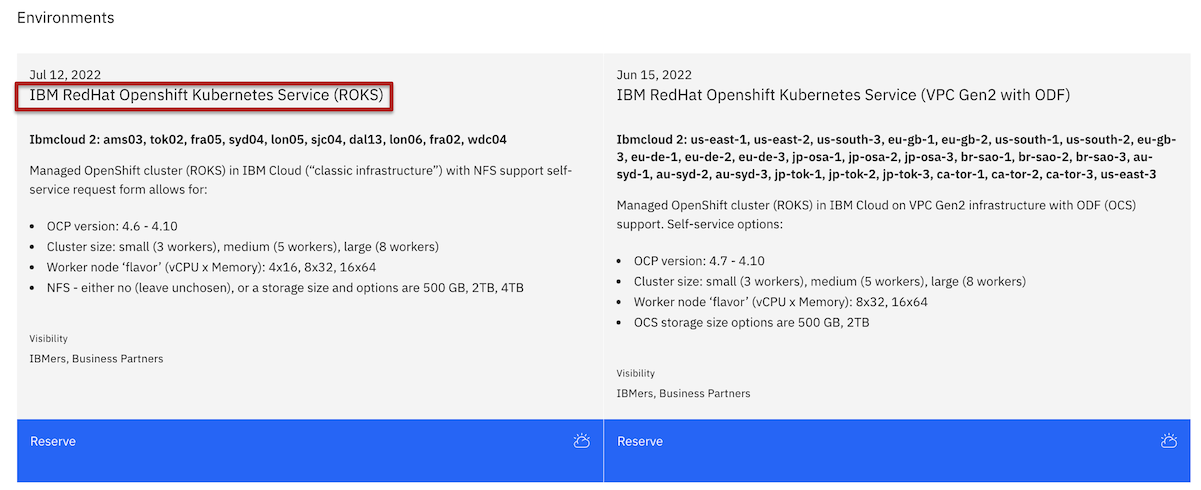 Environments
Jul 12, 2022
IBM RedHat Openshift Kubernetes Service (ROKS)
Ibmcloud 2: ams03, tok02, fra05, syd04, lon05, sjc04, dal13, lon06, fra02, wdc04
Managed OpenShift cluster (ROKS) in IBM Cloud (“classic infrastructure”) with NFS support self-
service request form allows for:
• OCP version: 4.6 - 4.10
• Cluster size: small (3 workers), medium (5 workers), large (8 workers)
• Worker node ‘flavor’ (vCPU x Memory): 4x16, 8x32, 16x64
• NFS - either no (leave unchosen), or a storage size and options are 500 GB, 2TB, 4TB
Visibility
IBMers, Business Partners
Reserve
Jun 15, 2022
IBM RedHat Openshift Kubernetes Service (VPC Gen2 with ODF)
Ibmcloud 2: us-east-1, us-east-2, us-south-3, eu-gb-1, eu-gb-2, us-south-1, us-south-2, eu-gb-
3, eu-de-1, eu-de-2, eu-de-3, jp-osa-1, jp-osa-2, jp-osa-3, br-sao-1, br-sao-2, br-sao-3, au-
syd-1, au-syd-2, au-syd-3, jp-tok-1, jp-tok-2, jp-tok-3, ca-tor-1, ca-tor-2, ca-tor-3, us-east-3
Managed OpenShift cluster (ROKS) in IBM Cloud on VPC Gen2 infrastructure with ODF (OCS)
support. Self-service options:
• OCP version: 4.7 - 4.10
• Cluster size: small (3 workers), medium (5 workers), large (8 workers)
• Worker node ‘flavor’ (vCPU x Memory): 8x32, 16x64
• OCS storage size options are 500 GB, 2TB
Visibility
IBMers, Business Partners
Reserve